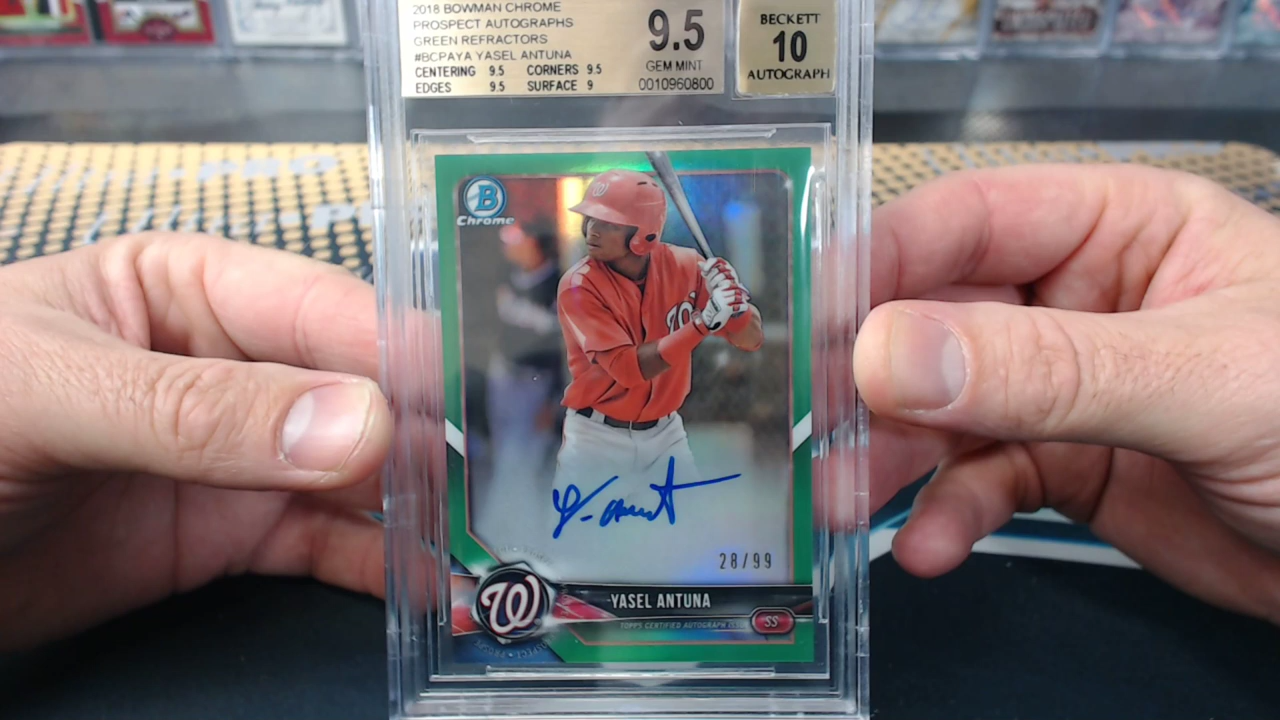 2018 BOWMAN CHROME
PROSPECT AUTOGRAPHS
GREEN REFRACTORS
#BCPAYA YASEL ANTUNA
CENTERING 9.5 CORNERS 9.5
EDGES 9.5 SURFACE 9
9.5
GEM MINT
0010960800
BECKETT
10
AUTOGRAPH
B
Chrome
W
W
Y. Anut
28/99
W
YASEL ANTUNA
TOPPS CERTIFIED AUTOGRAPH ISSUE
SS